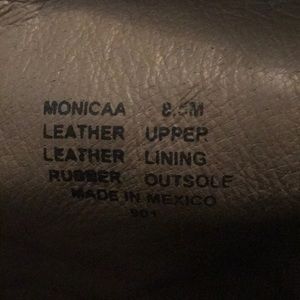 MONICAA 8.5M
LEATHER UPPER
LEATHER LINING
RUBBER OUTSOLE
MADE IN MEXICO
901